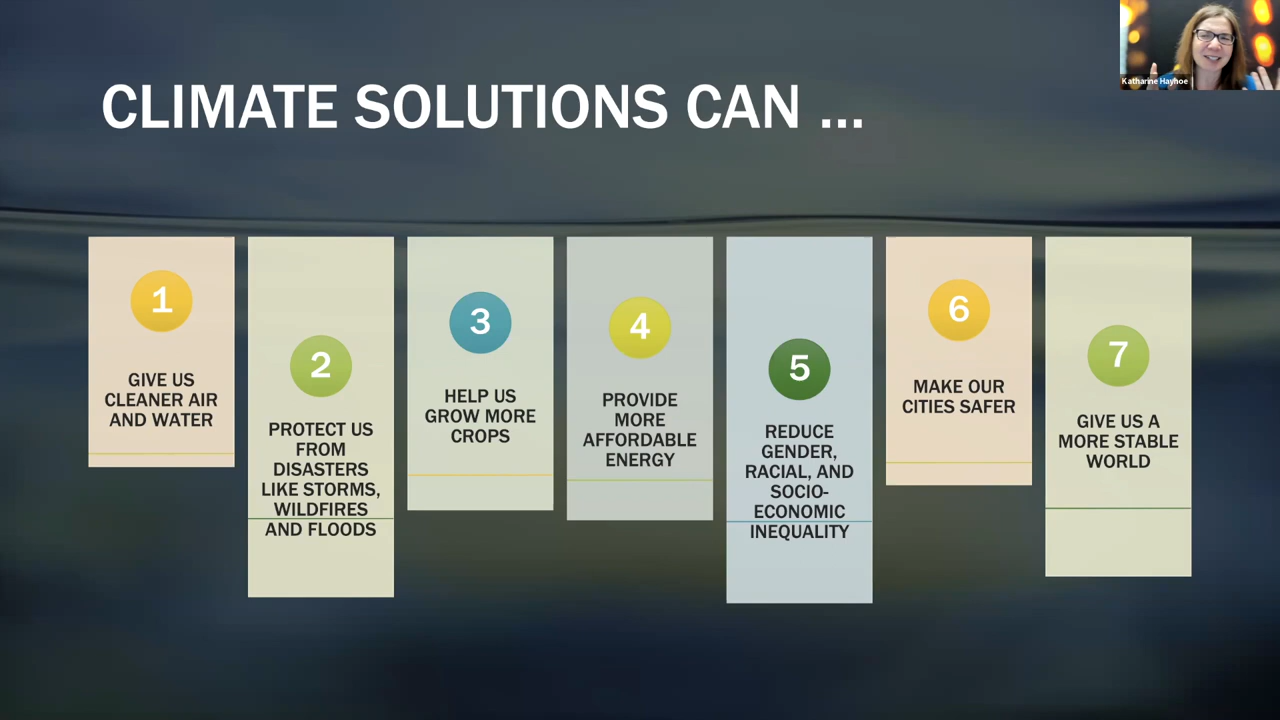 Katharine Hayhoe
CLIMATE SOLUTIONS CAN ...
1
GIVE US
CLEANER AIR
AND WATER
2
PROTECT US
FROM
DISASTERS
LIKE STORMS,
WILDFIRES
AND FLOODS
3
HELP US
GROW MORE
CROPS
4
PROVIDE
MORE
AFFORDABLE
ENERGY
5
REDUCE
GENDER,
RACIAL, AND
SOCIO-
ECONOMIC
INEQUALITY
6
MAKE OUR
CITIES SAFER
7
GIVE US A
MORE STABLE
WORLD